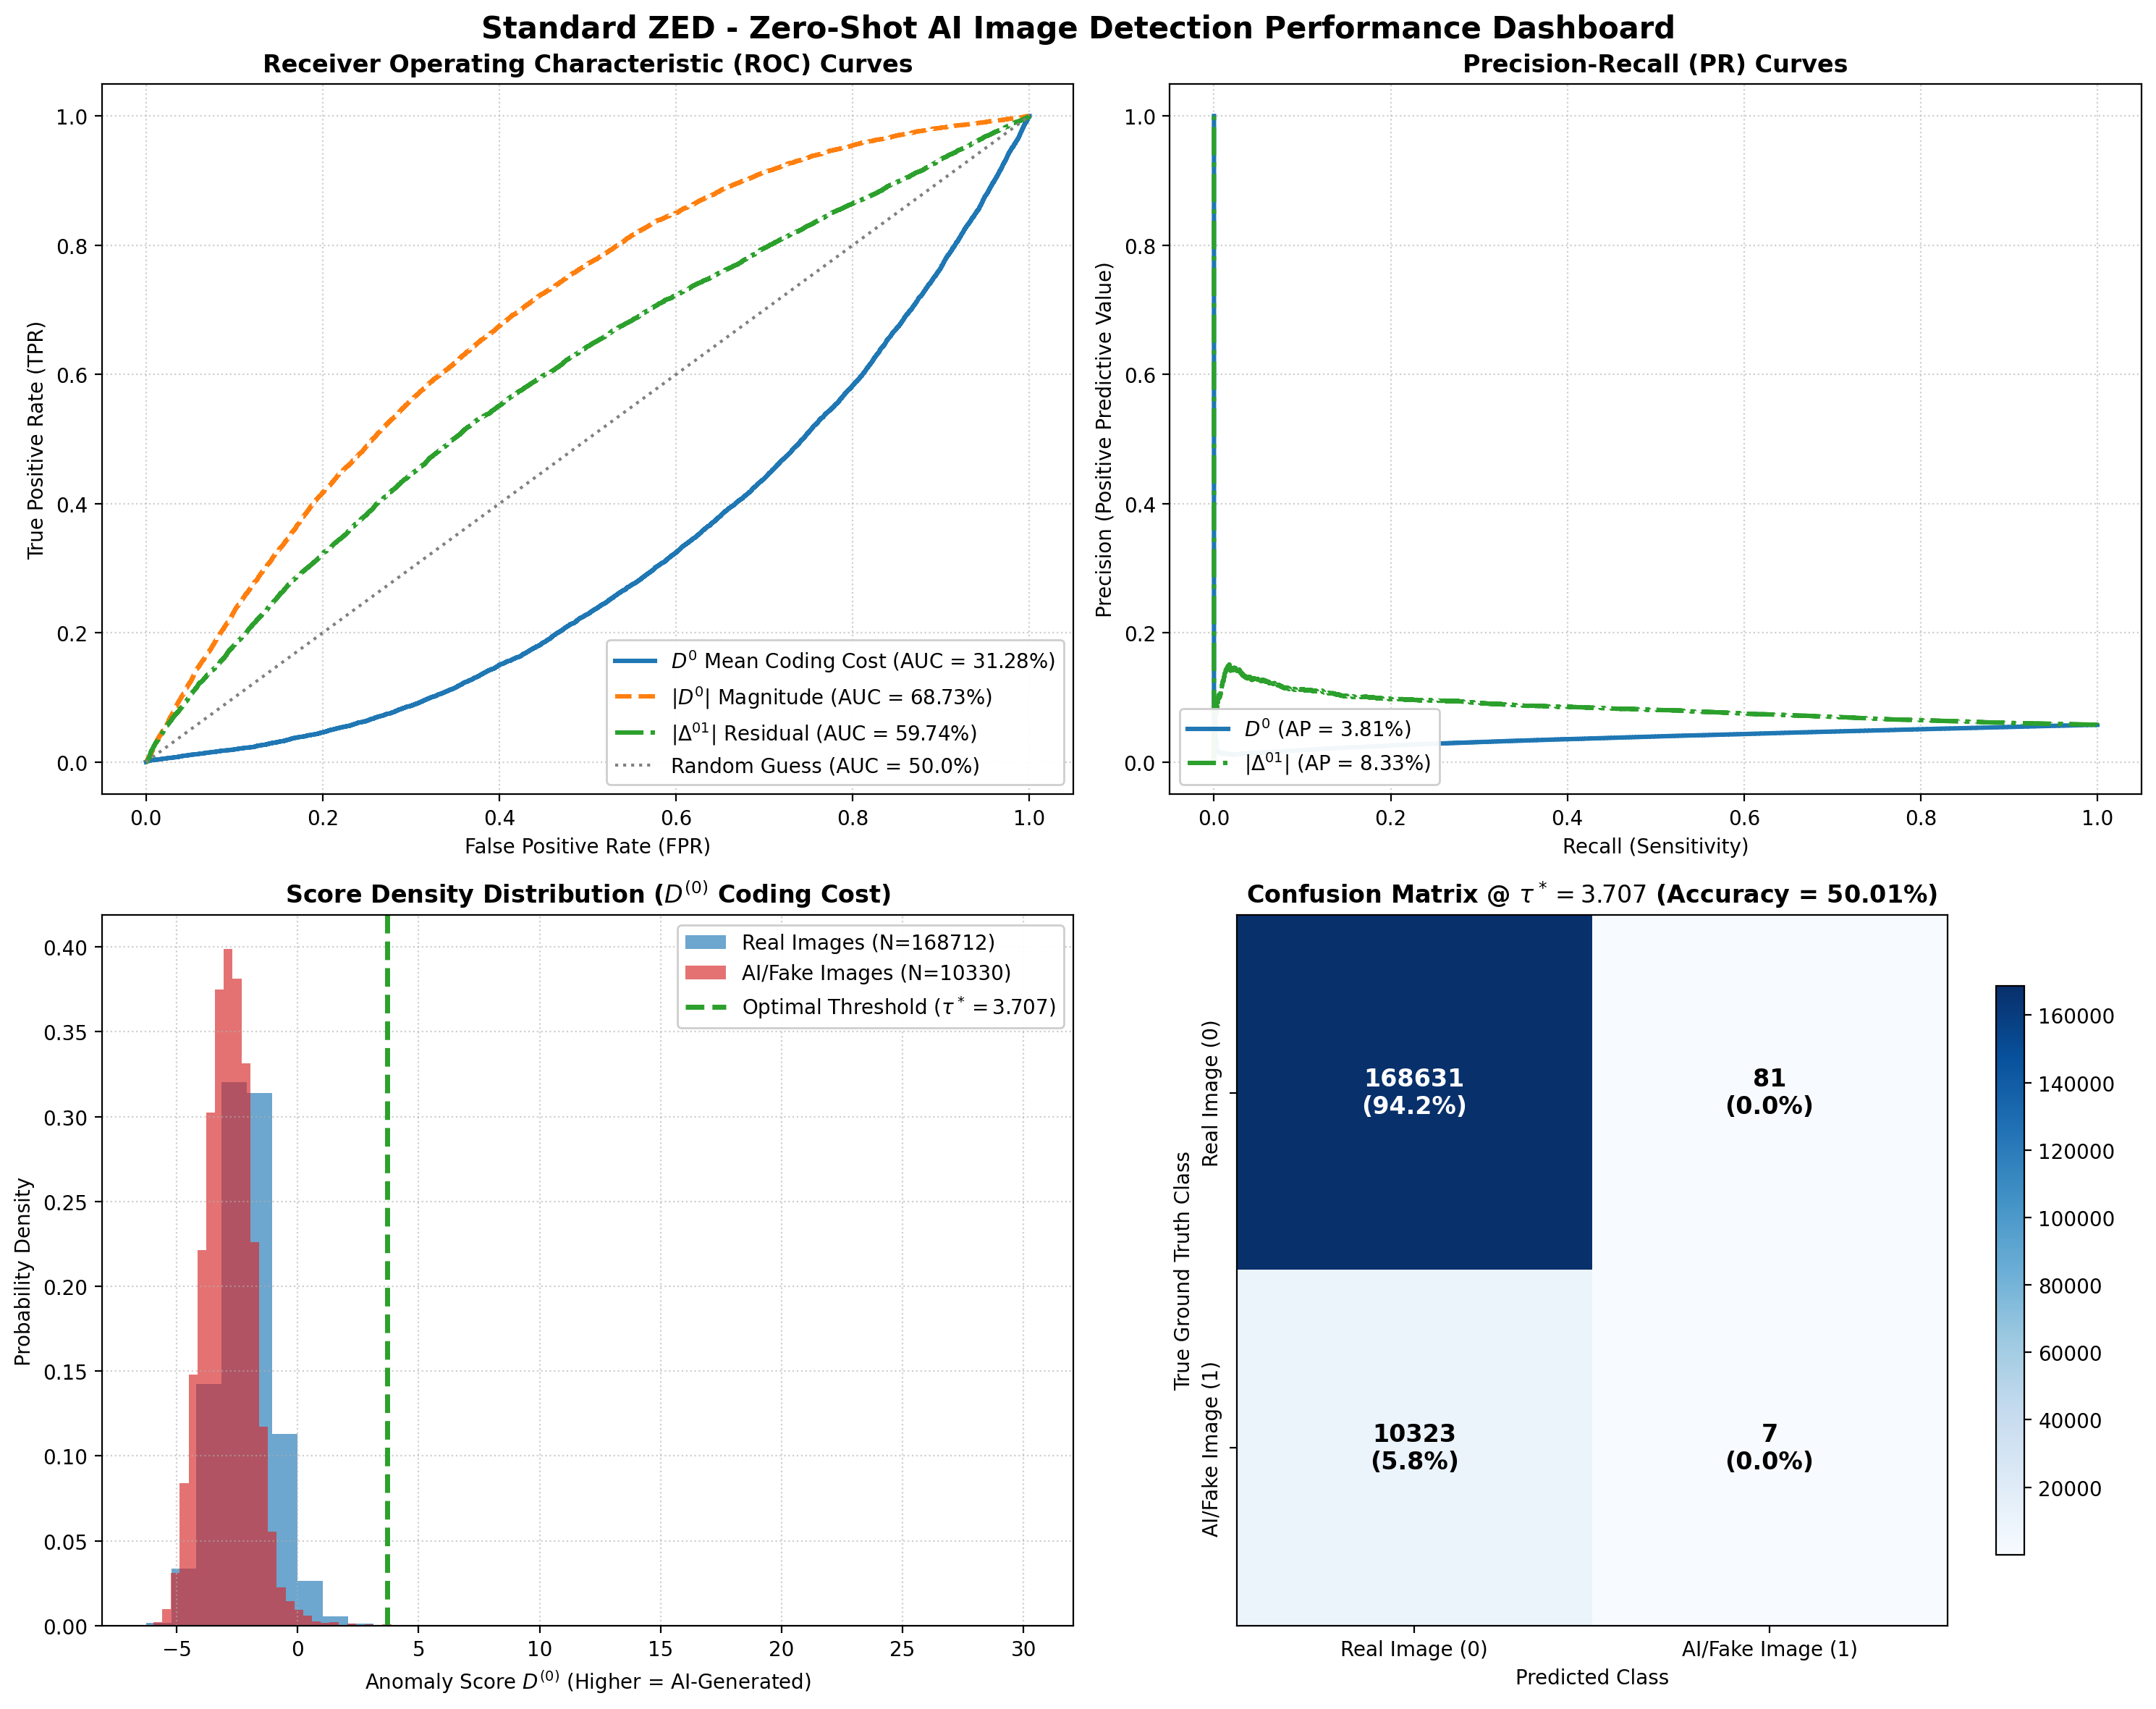 Standard ZED - Zero-Shot AI Image Detection Performance Dashboard
Receiver Operating Characteristic (ROC) Curves
True Positive Rate (TPR)
1.0
0.8
0.6
0.4
0.2
0.0
D⁰ Mean Coding Cost (AUC = 31.28%)
|D⁰| Magnitude (AUC = 68.73%)
|Δ⁰¹| Residual (AUC = 59.74%)
Random Guess (AUC = 50.0%)
0.0 0.2 0.4 0.6 0.8 1.0
False Positive Rate (FPR)
Precision-Recall (PR) Curves
Precision (Positive Predictive Value)
1.0
0.8
0.6
0.4
0.2
0.0
D⁰ (AP = 3.81%)
|Δ⁰¹| (AP = 8.33%)
0.0 0.2 0.4 0.6 0.8 1.0
Recall (Sensitivity)
Score Density Distribution (D⁽⁰⁾ Coding Cost)
Probability Density
0.40
0.35
0.30
0.25
0.20
0.15
0.10
0.05
0.00
Real Images (N=168712)
AI/Fake Images (N=10330)
Optimal Threshold (τ* = 3.707)
−5 0 5 10 15 20 25 30
Anomaly Score D⁽⁰⁾ (Higher = AI-Generated)
Confusion Matrix @ τ* = 3.707 (Accuracy = 50.01%)
True Ground Truth Class
Real Image (0)
AI/Fake Image (1)
168631
(94.2%)
81
(0.0%)
10323
(5.8%)
7
(0.0%)
Real Image (0) AI/Fake Image (1)
Predicted Class
160000
140000
120000
100000
80000
60000
40000
20000